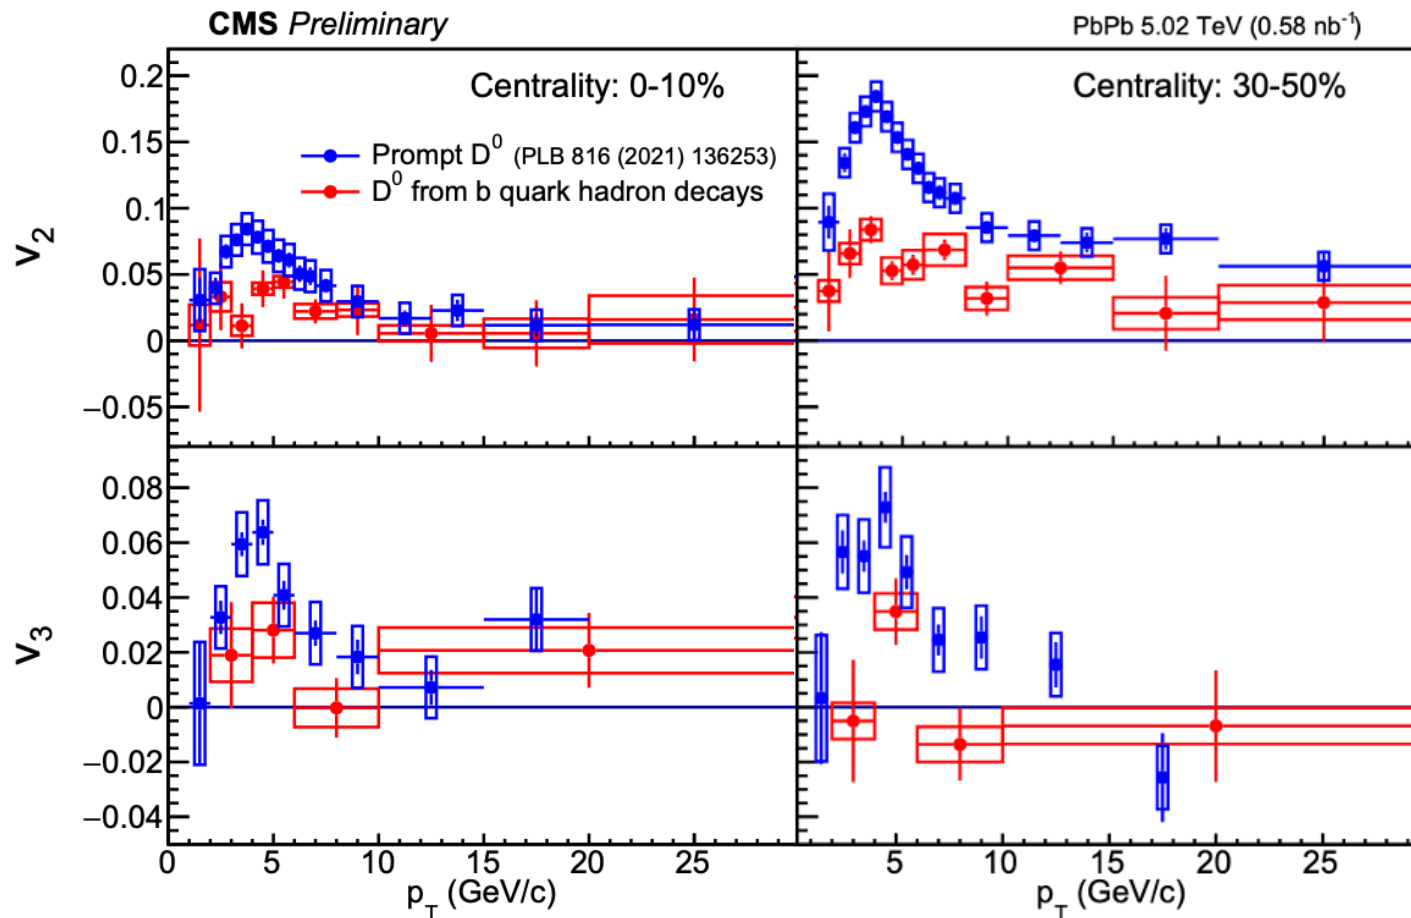 CMS Preliminary
PbPb 5.02 TeV (0.58 nb⁻¹)
Centrality: 0-10%
Centrality: 30-50%
Prompt D⁰ (PLB 816 (2021) 136253)
D⁰ from b quark hadron decays
v₂
0.2
0.15
0.1
0.05
0
−0.05
v₃
0.08
0.06
0.04
0.02
0
−0.02
−0.04
0 5 10 15 20 25
5 10 15 20 25
p_T (GeV/c)
p_T (GeV/c)